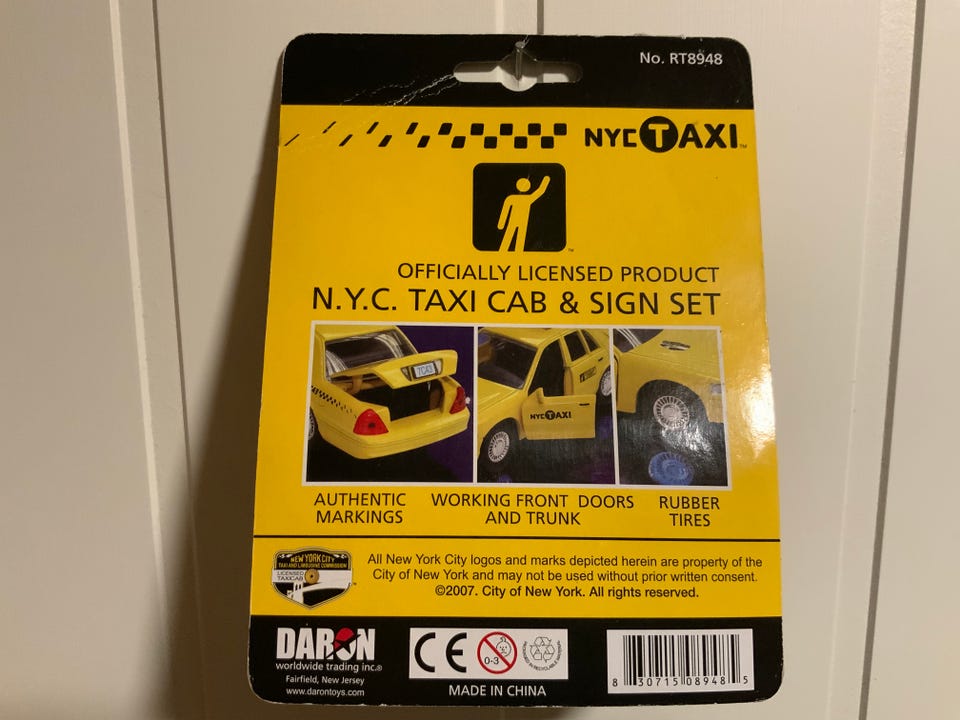 No. RT8948
NYC TAXI™
OFFICIALLY LICENSED PRODUCT
N.Y.C. TAXI CAB & SIGN SET
7C43
NYC TAXI
AUTHENTIC
MARKINGS
WORKING FRONT DOORS
AND TRUNK
RUBBER
TIRES
NEW YORK CITY
TAXI AND LIMOUSINE COMMISSION
LICENSED
TAXICAB
All New York City logos and marks depicted herein are property of the
City of New York and may not be used without prior written consent.
©2007. City of New York. All rights reserved.
DARON
worldwide trading inc.®
Fairfield, New Jersey
www.darontoys.com
CE
0-3
MADE IN CHINA
8 30715 08948 5